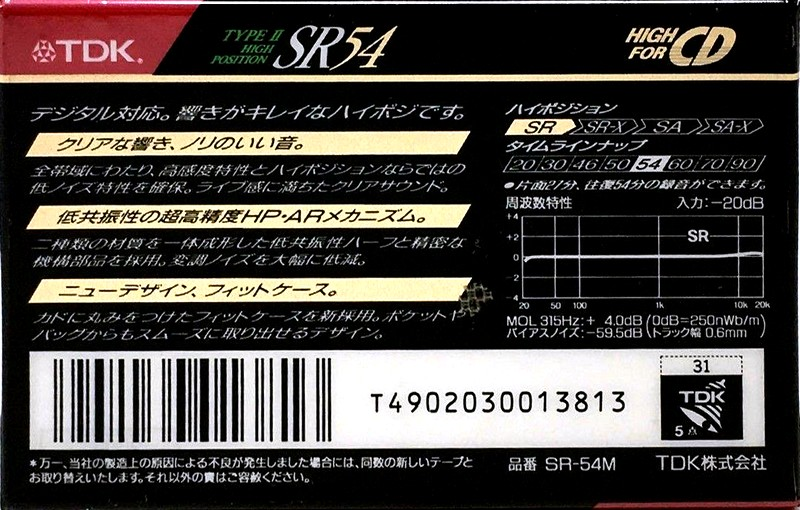 TDK.
TYPE II
HIGH
POSITION
SR54
HIGH
FOR CD
デジタル対応。響きがキレイなハイポジです。
クリアな響き、ノリのいい音。
全帯域にわたり、高感度特性とハイポジションならではの
低ノイズ特性を確保。ライブ感に満ちたクリアサウンド。
低共振性の超高精度HP・ARメカニズム。
二種類の材質を一体成形した低共振性ハーフと精密な
機構部品を採用。変調ノイズを大幅に低減。
ニューデザイン、フィットケース。
カドに丸みをつけたフィットケースを新採用。ポケットや
バッグからもスムーズに取り出せるデザイン。
ハイポジション
SR SR-X SA SA-X
タイムラインナップ
20 30 46 50 54 60 70 90
●片面27分、往復54分の録音ができます。
周波数特性 入力:-20dB
+4
+2
0
-2
-4
SR
20 50 100 1k 10k 20k
MOL 315Hz:+ 4.0dB (0dB=250nWb/m)
バイアスノイズ:-59.5dB (トラック幅 0.6mm)
T4902030013813
31
TDK
5点
*万一、当社の製造上の原因による不良が発生しました場合には、同数の新しいテープと
お取り替えいたします。それ以外の責はご容赦ください。
品番 SR-54M TDK株式会社